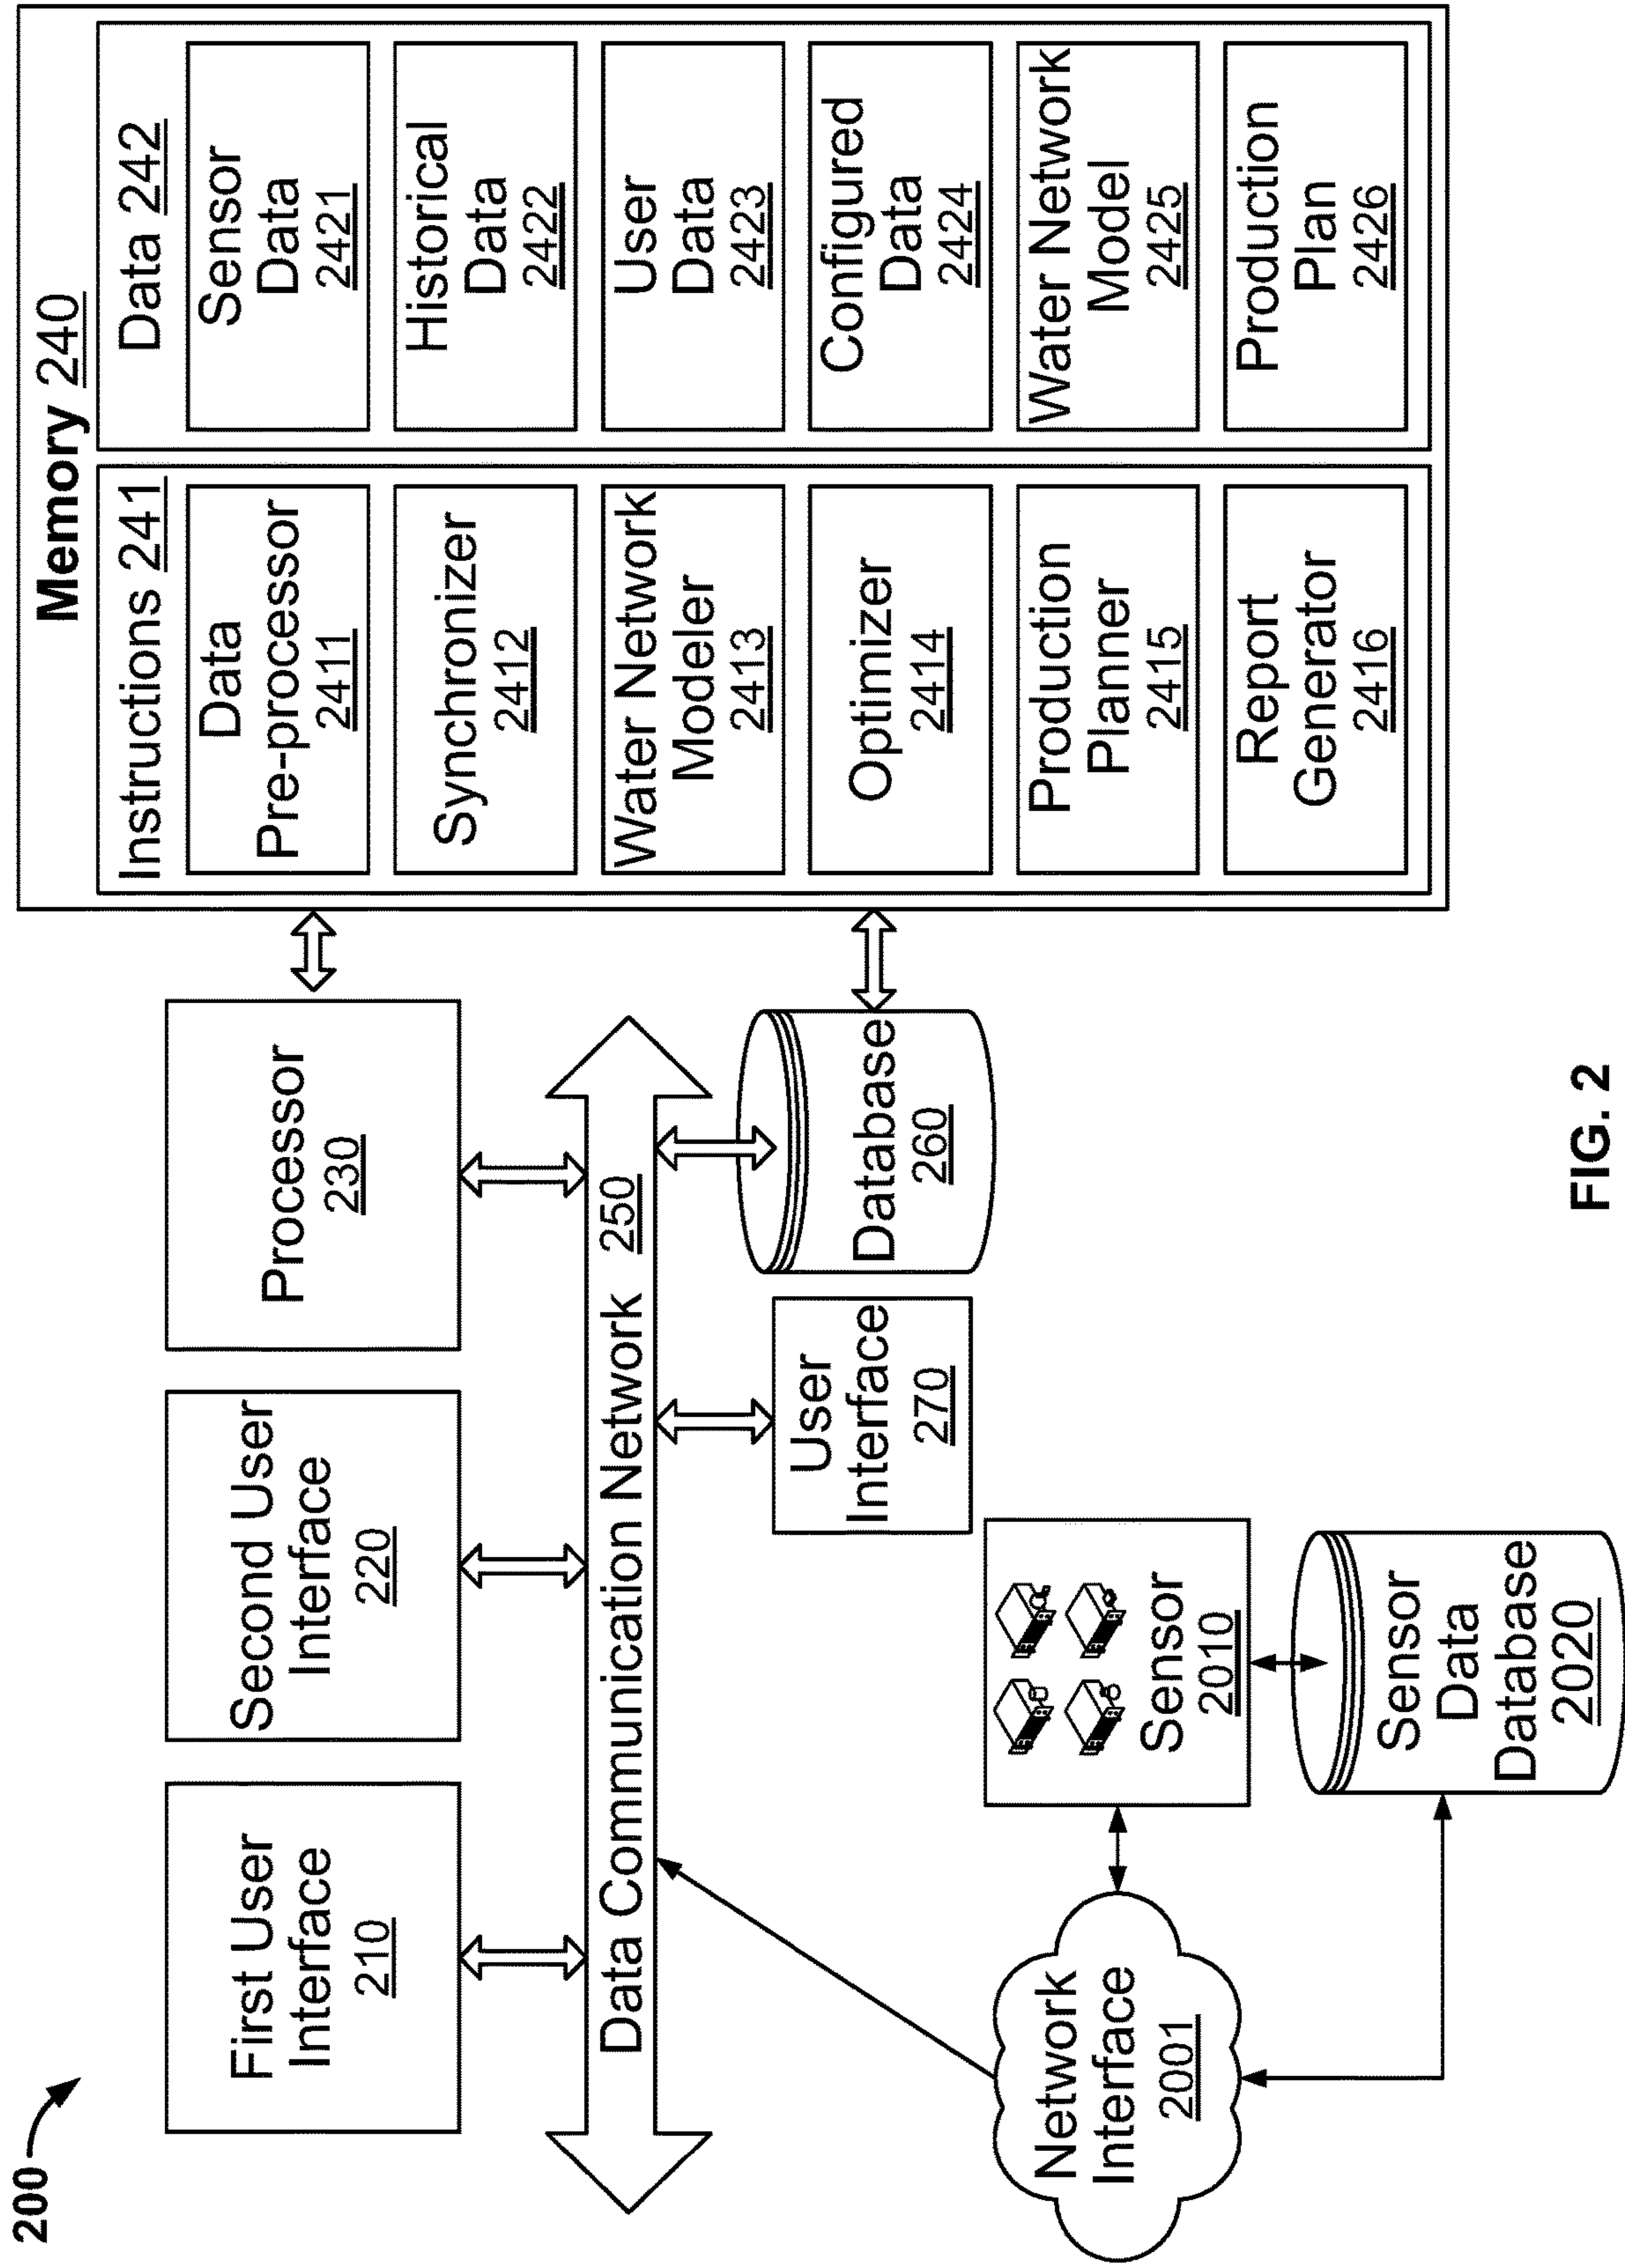 200
First User
Interface
210
Second User
Interface
220
Processor
230
Data Communication Network 250
Network
Interface
2001
Sensor
2010
Sensor
Data
Database
2020
User
Interface
270
Database
260
Memory 240
Instructions 241
Data
Pre-processor
2411
Synchronizer
2412
Water Network
Modeler
2413
Optimizer
2414
Production
Planner
2415
Report
Generator
2416
Data 242
Sensor
Data
2421
Historical
Data
2422
User
Data
2423
Configured
Data
2424
Water Network
Model
2425
Production
Plan
2426
FIG. 2